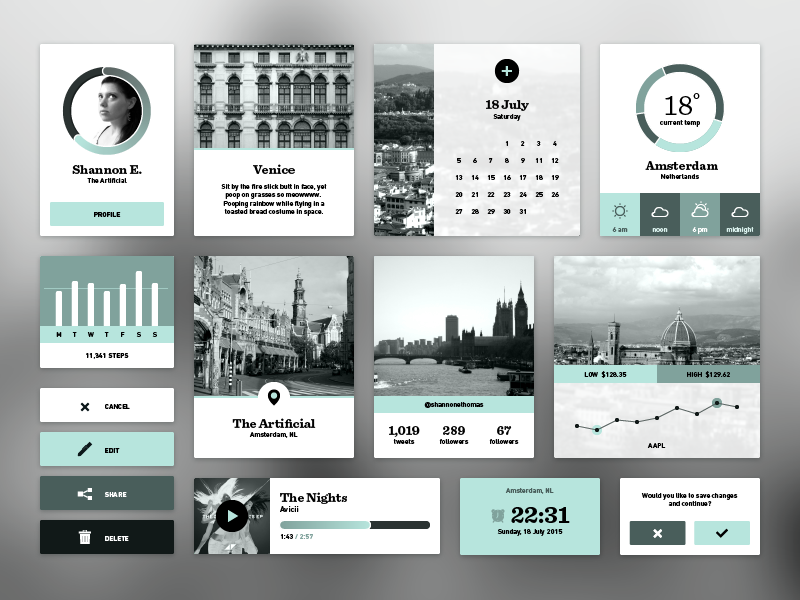 Shannon E.
The Artificial
PROFILE
Venice
Sit by the fire slick butt in face, yet
poop on grasses so meowwww.
Pooping rainbow while flying in a
toasted bread costume in space.
18 July
Saturday
1 2 3 4
5 6 7 8 9 11 12
13 14 15 16 17 18 19
20 21 22 23 24 25 26
27 28 29 30 31
18°
current temp
Amsterdam
Netherlands
6 am noon 6 pm midnight
M T W T F S S
11,341 STEPS
CANCEL
EDIT
SHARE
DELETE
The Artificial
Amsterdam, NL
@shannonethomas
1,019 289 67
tweets followers followers
LOW $128.35 HIGH $129.62
AAPL
The Nights
Avicii
1:43 / 2:57
Amsterdam, NL
22:31
Sunday, 18 July 2015
Would you like to save changes
and continue?